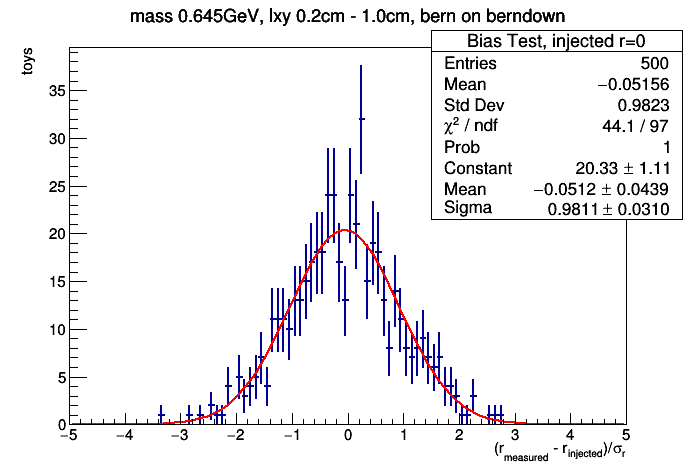 mass 0.645GeV, lxy 0.2cm - 1.0cm, bern on berndown
Bias Test, injected r=0
Entries 500
Mean −0.05156
Std Dev 0.9823
χ² / ndf 44.1 / 97
Prob 1
Constant 20.33 ± 1.11
Mean −0.0512 ± 0.0439
Sigma 0.9811 ± 0.0310
toys
35
30
25
20
15
10
5
0
−5 −4 −3 −2 −1 0 1 2 3 4 5
(r_measured - r_injected)/σ_r